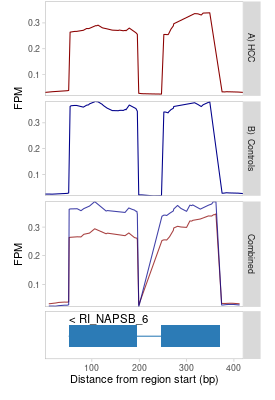 0.3
0.2
0.1
FPM
A) HCC
0.3
0.2
0.1
FPM
B) Controls
0.3
0.2
0.1
FPM
Combined
< RI_NAPSB_6
100 200 300 400
Distance from region start (bp)